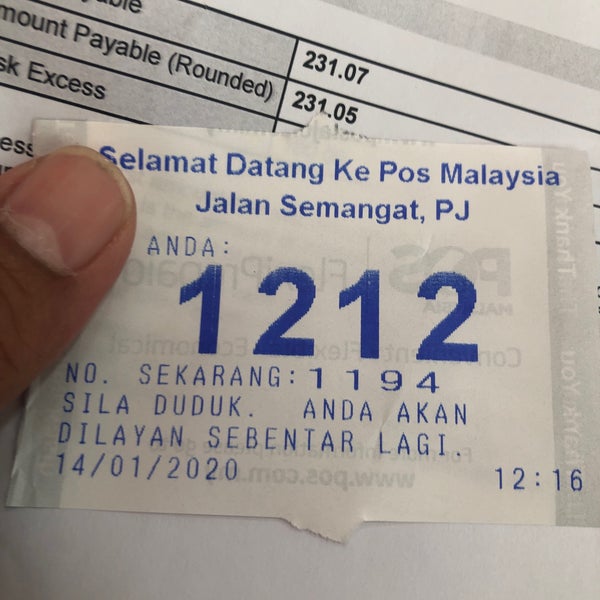 yable
mount Payable (Rounded)
231.07
sk Excess
231.05
Selamat Datang Ke Pos Malaysia
Jalan Semangat, PJ
ANDA:
1212
NO. SEKARANG: 1194
SILA DUDUK. ANDA AKAN
DILAYAN SEBENTAR LAGI.
14/01/2020 12:16